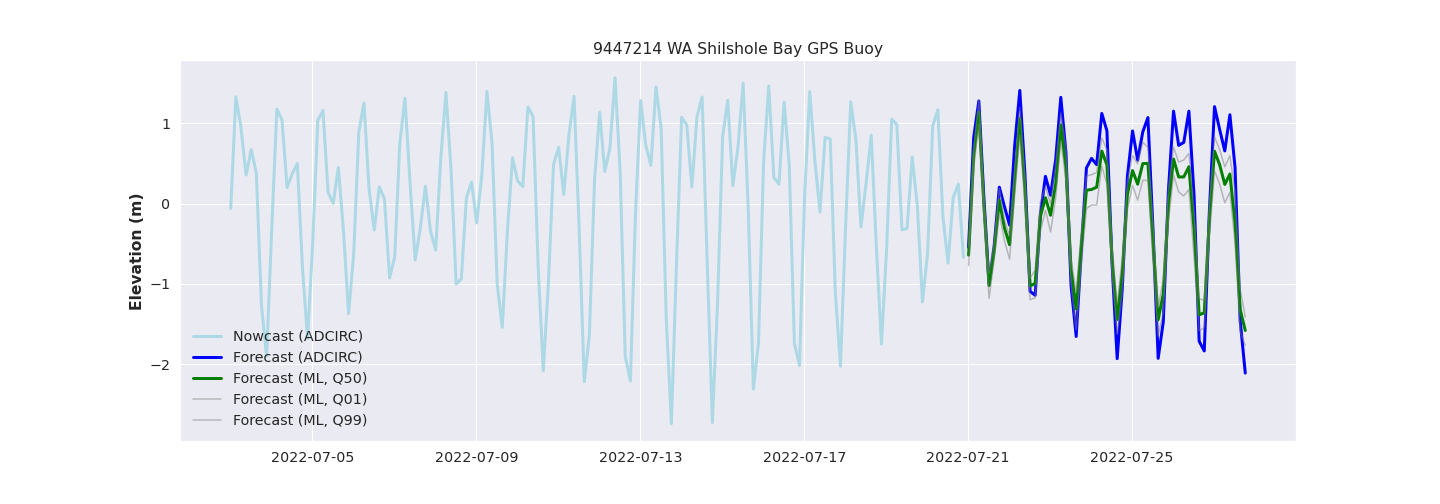 9447214 WA Shilshole Bay GPS Buoy
Elevation (m)
1
0
−1
−2
Nowcast (ADCIRC)
Forecast (ADCIRC)
Forecast (ML, Q50)
Forecast (ML, Q01)
Forecast (ML, Q99)
2022-07-05 2022-07-09 2022-07-13 2022-07-17 2022-07-21 2022-07-25